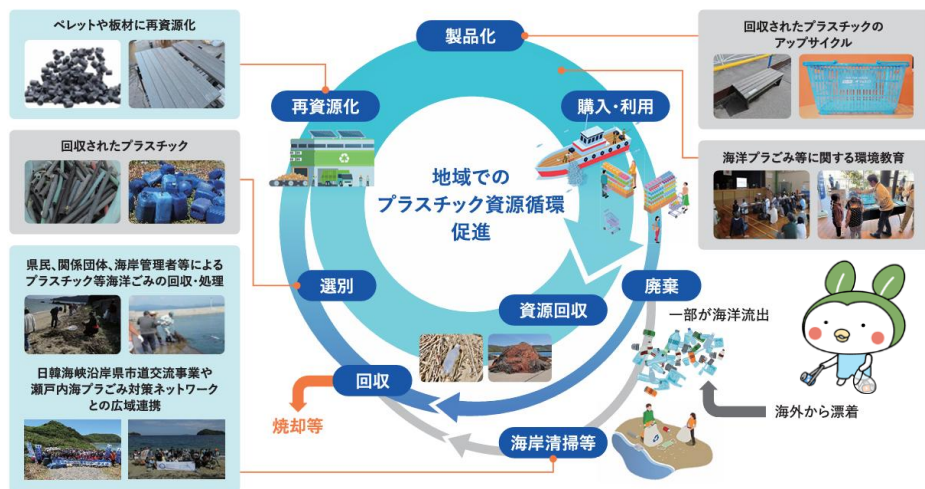 ペレットや板材に再資源化
回収されたプラスチック
県民、関係団体、海岸管理者等による
プラスチック等海洋ごみの回収・処理
日韓海峡沿岸県市道交流事業や
瀬戸内海プラごみ対策ネットワーク
との広域連携
製品化
再資源化
購入・利用
地域での
プラスチック資源循環
促進
選別
資源回収
廃棄
一部が海洋流出
回収
焼却等
海岸清掃等
海外から漂着
回収されたプラスチックの
アップサイクル
海洋プラごみ等に関する環境教育